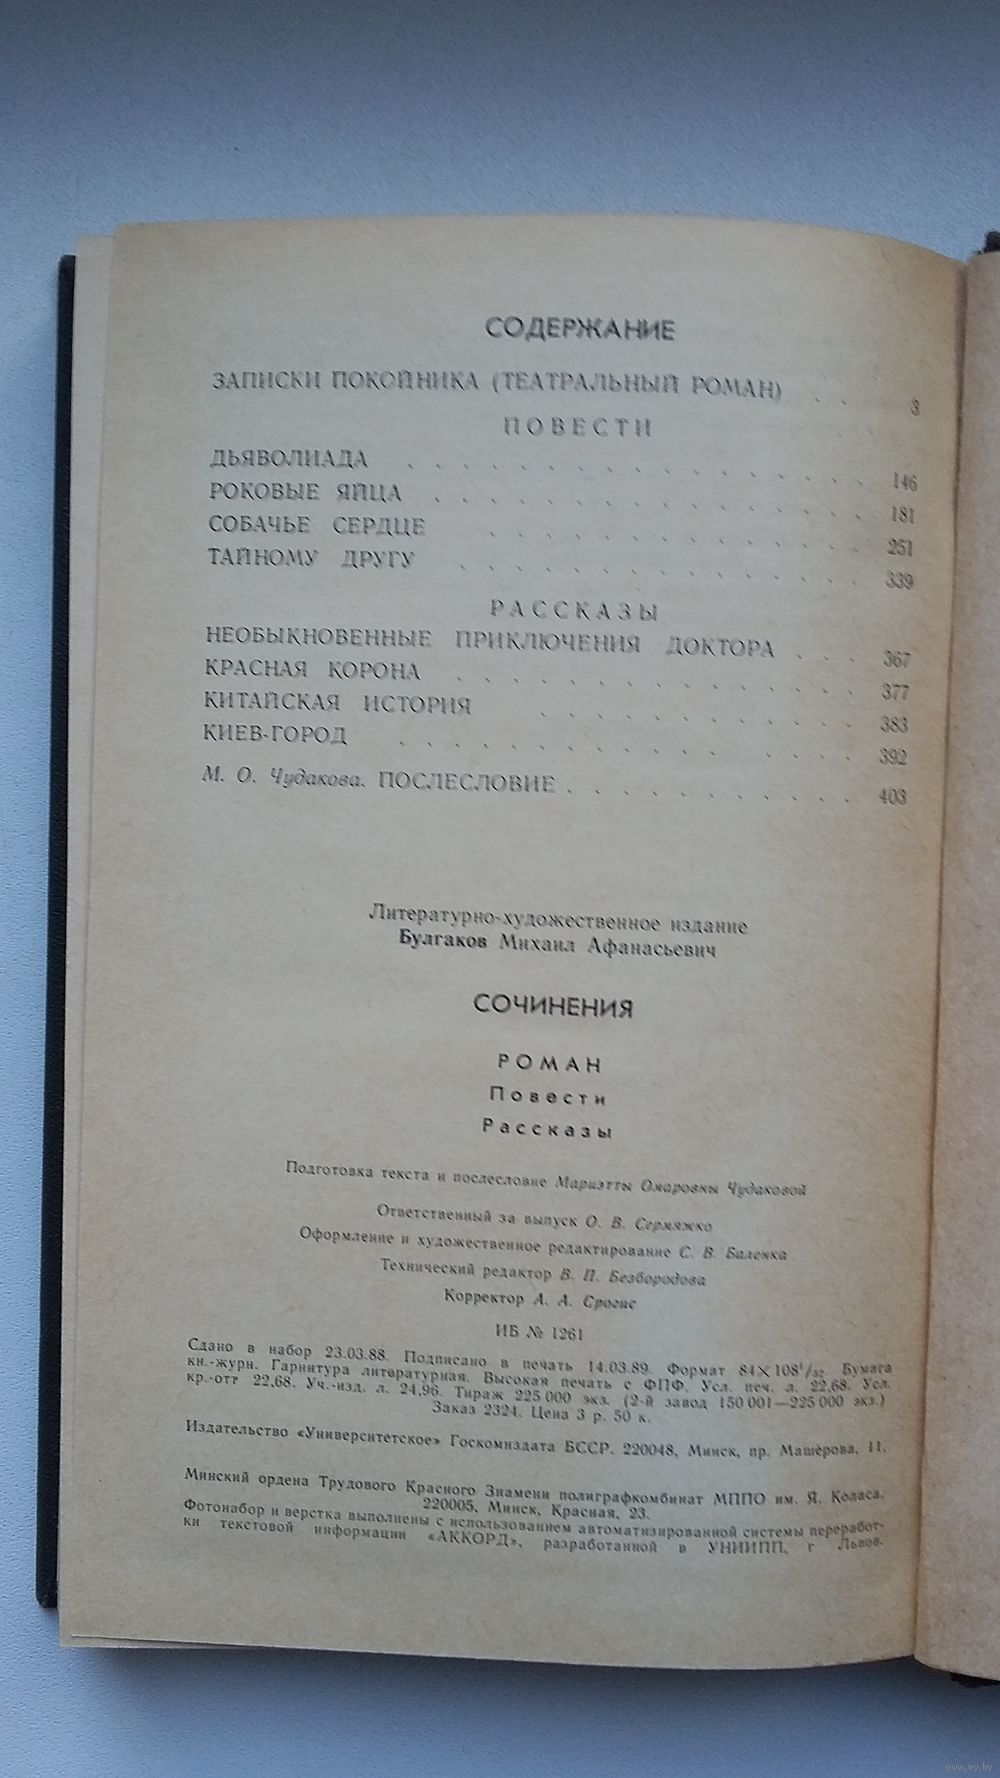 СОДЕРЖАНИЕ
ЗАПИСКИ ПОКОЙНИКА (ТЕАТРАЛЬНЫЙ РОМАН) . . 3
ПОВЕСТИ
ДЬЯВОЛИАДА . . . . . . . . . . . . . . . . 146
РОКОВЫЕ ЯЙЦА . . . . . . . . . . . . . . . 181
СОБАЧЬЕ СЕРДЦЕ . . . . . . . . . . . . . . 251
ТАЙНОМУ ДРУГУ . . . . . . . . . . . . . . 339
РАССКАЗЫ
НЕОБЫКНОВЕННЫЕ ПРИКЛЮЧЕНИЯ ДОКТОРА . . . 367
КРАСНАЯ КОРОНА . . . . . . . . . . . . . . 377
КИТАЙСКАЯ ИСТОРИЯ . . . . . . . . . . . . 383
КИЕВ-ГОРОД . . . . . . . . . . . . . . . . 392
М. О. Чудакова. ПОСЛЕСЛОВИЕ . . . . . . . . . . . 403
Литературно-художественное издание
Булгаков Михаил Афанасьевич
СОЧИНЕНИЯ
РОМАН
Повести
Рассказы
Подготовка текста и послесловие Мариэтты Омаровны Чудаковой
Ответственный за выпуск О. В. Сермяжко
Оформление и художественное редактирование С. В. Баленка
Технический редактор В. П. Безбородова
Корректор А. А. Срогис
ИБ № 1261
Сдано в набор 23.03.88. Подписано в печать 14.03.89. Формат 84×108¹/₃₂. Бумага
кн.-журн. Гарнитура литературная. Высокая печать с ФПФ. Усл. печ. л. 22,68. Усл.
кр.-отт 22,68. Уч.-изд. л. 24,96. Тираж 225 000 экз. (2-й завод 150 001—225 000 экз.)
Заказ 2324. Цена 3 р. 50 к.
Издательство «Университетское» Госкомиздата БССР. 220048, Минск, пр. Машерова, 11.
Минский ордена Трудового Красного Знамени полиграфкомбинат МППО им. Я. Коласа.
220005, Минск, Красная, 23.
Фотонабор и верстка выполнены с использованием автоматизированной системы переработ-
ки текстовой информации «АККОРД», разработанной в УНИИПП, г Львов.
www.ay.by